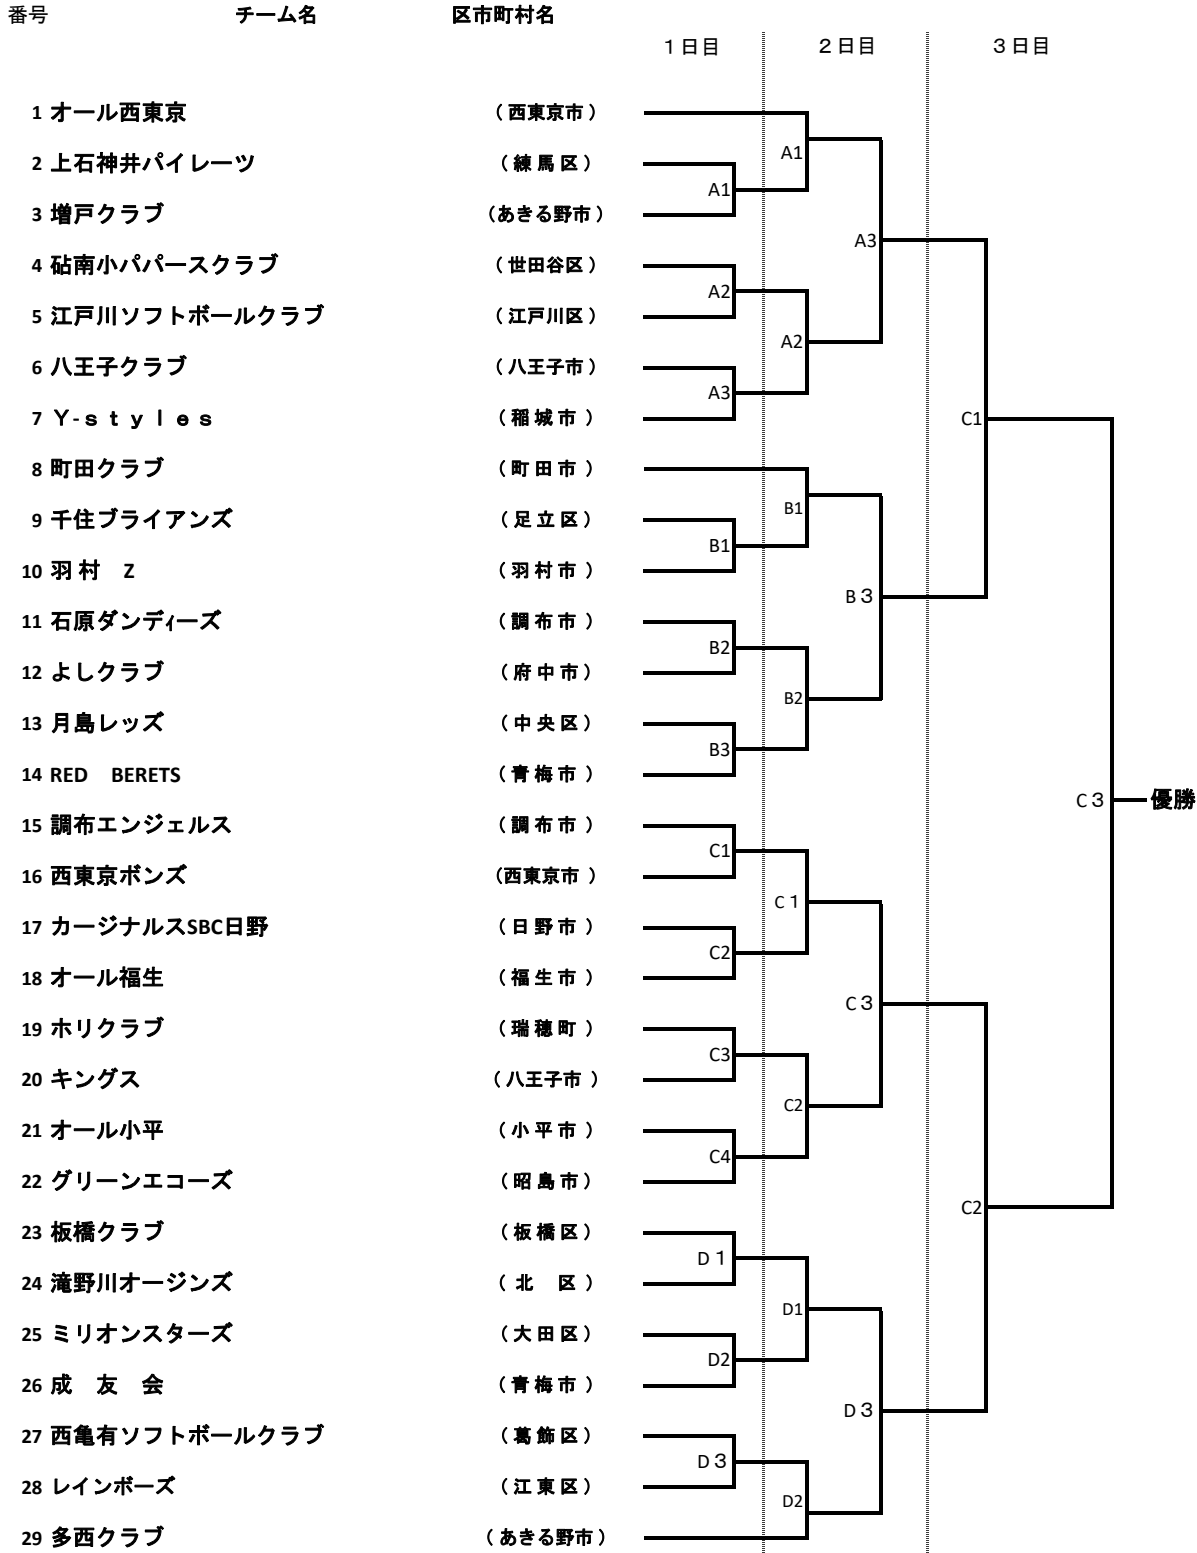 番号 チーム名 区市町村名
１日目 ２日目 ３日目
1 オール西東京 （ 西東京市 ）
A1
2 上石神井パイレーツ （ 練 馬 区 ）
A1
3 増戸クラブ （あきる野市 ）
A3
4 砧南小パパースクラブ （ 世田谷区 ）
A2
5 江戸川ソフトボールクラブ （ 江戸川区 ）
A2
6 八王子クラブ （ 八王子市 ）
A3
7 Ｙ-ｓｔｙｌｅｓ （ 稲 城 市 ）
C1
8 町田クラブ （ 町 田 市 ）
B1
9 千住ブライアンズ （ 足 立 区 ）
B1
10 羽 村　Z （ 羽 村 市 ）
B３
11 石原ダンディーズ （ 調 布 市 ）
B2
12 よしクラブ （ 府 中 市 ）
B2
13 月島レッズ （ 中 央 区 ）
B3
14 RED　BERETS （ 青 梅 市 ）
C３ 優勝
15 調布エンジェルス （ 調 布 市 ）
C1
16 西東京ボンズ （西東京市 ）
C１
17 カージナルスSBC日野 （ 日 野 市 ）
C2
18 オール福生 （ 福 生 市 ）
C３
19 ホリクラブ （ 瑞 穂 町 ）
C3
20 キングス （ 八王子市 ）
C2
21 オール小平 （ 小 平 市 ）
C4
22 グリーンエコーズ （ 昭 島 市 ）
C2
23 板橋クラブ （ 板 橋 区 ）
D１
24 滝野川オージンズ （ 北　区 ）
D1
25 ミリオンスターズ （ 大 田 区 ）
D2
26 成　友　会 （ 青 梅 市 ）
D３
27 西亀有ソフトボールクラブ （ 葛 飾 区 ）
D３
28 レインボーズ （ 江 東 区 ）
D2
29 多西クラブ （ あきる野市 ）